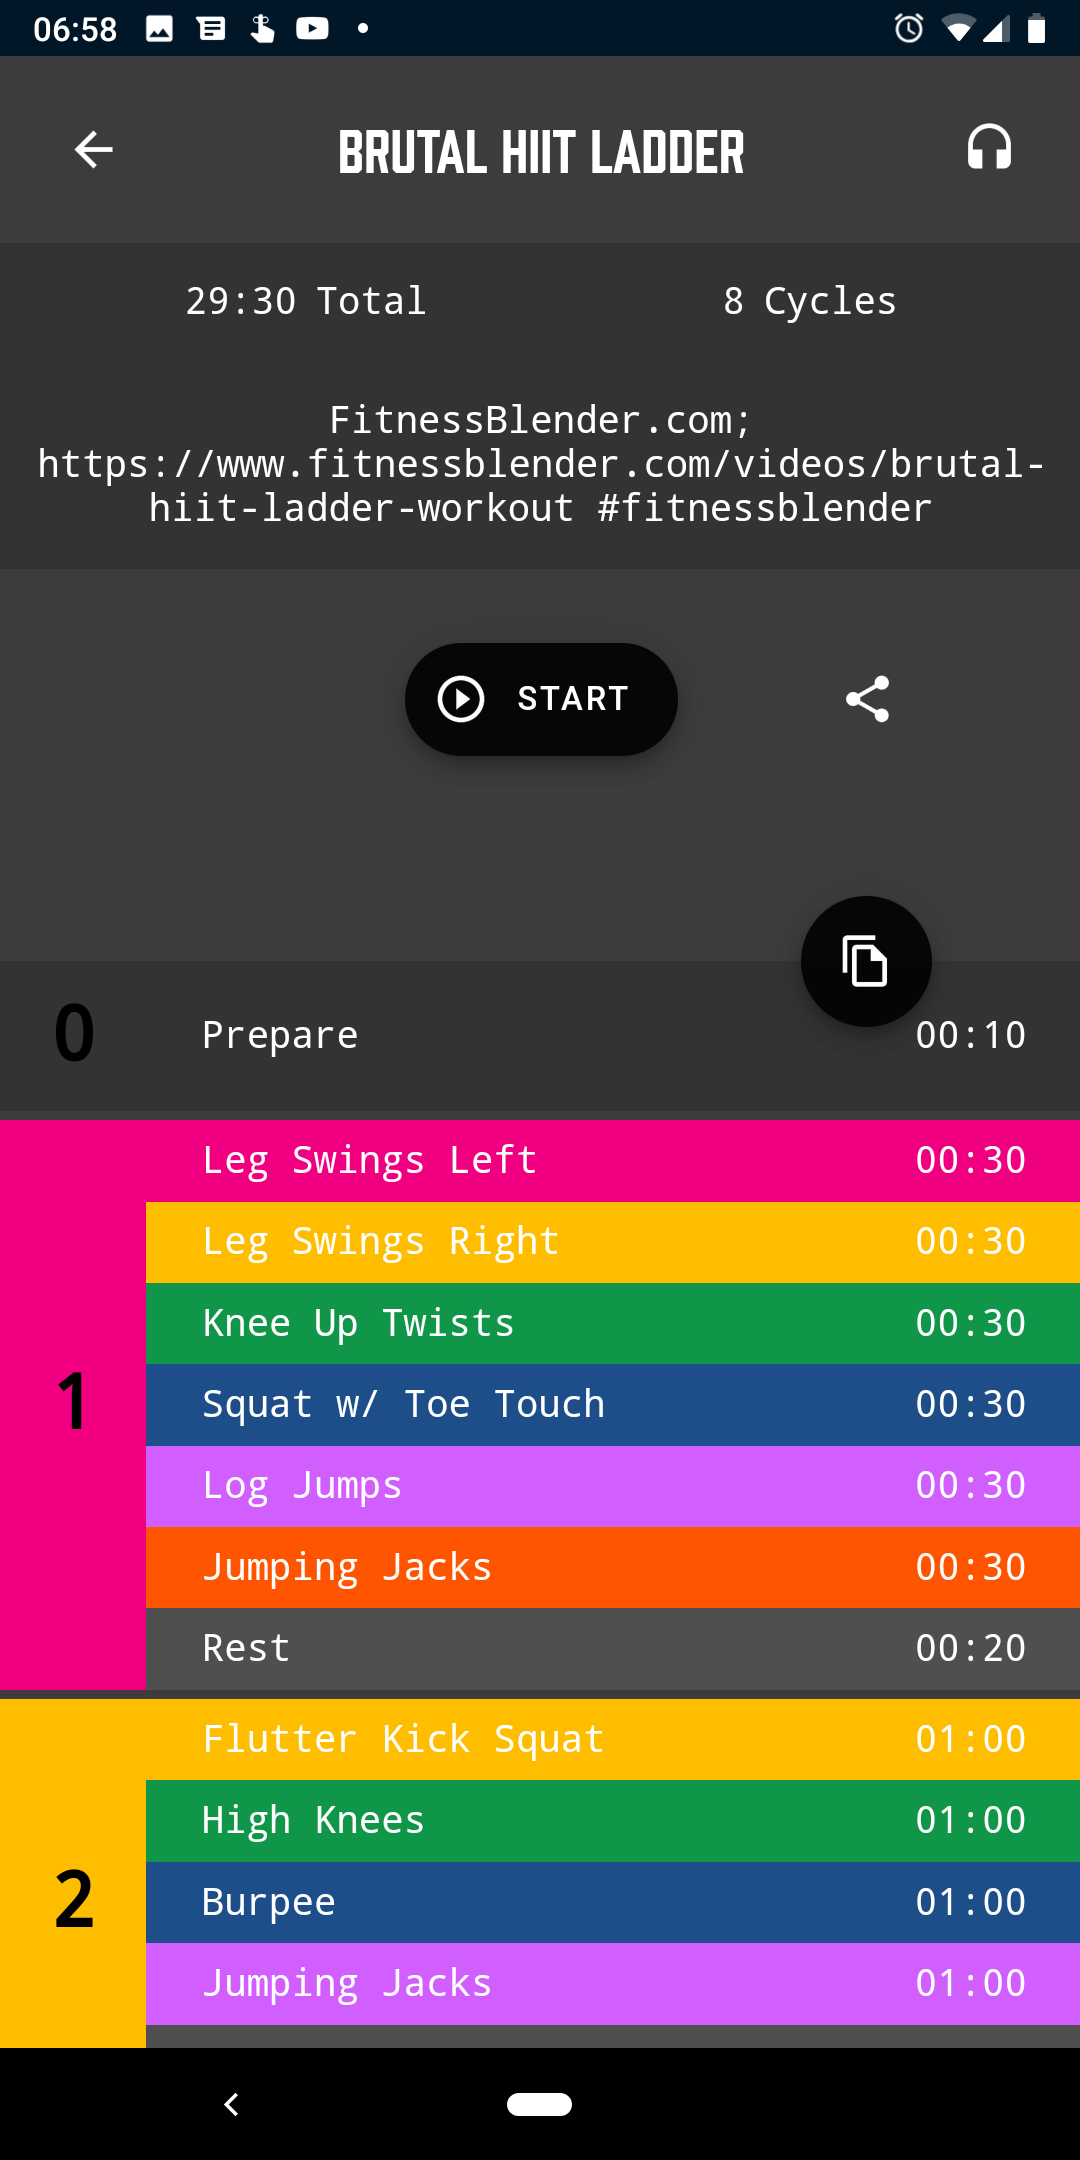 06:58
BRUTAL HIIT LADDER
29:30 Total 8 Cycles
FitnessBlender.com;
https://www.fitnessblender.com/videos/brutal-
hiit-ladder-workout #fitnessblender
START
0 Prepare 00:10
Leg Swings Left 00:30
Leg Swings Right 00:30
Knee Up Twists 00:30
1 Squat w/ Toe Touch 00:30
Log Jumps 00:30
Jumping Jacks 00:30
Rest 00:20
Flutter Kick Squat 01:00
High Knees 01:00
2 Burpee 01:00
Jumping Jacks 01:00